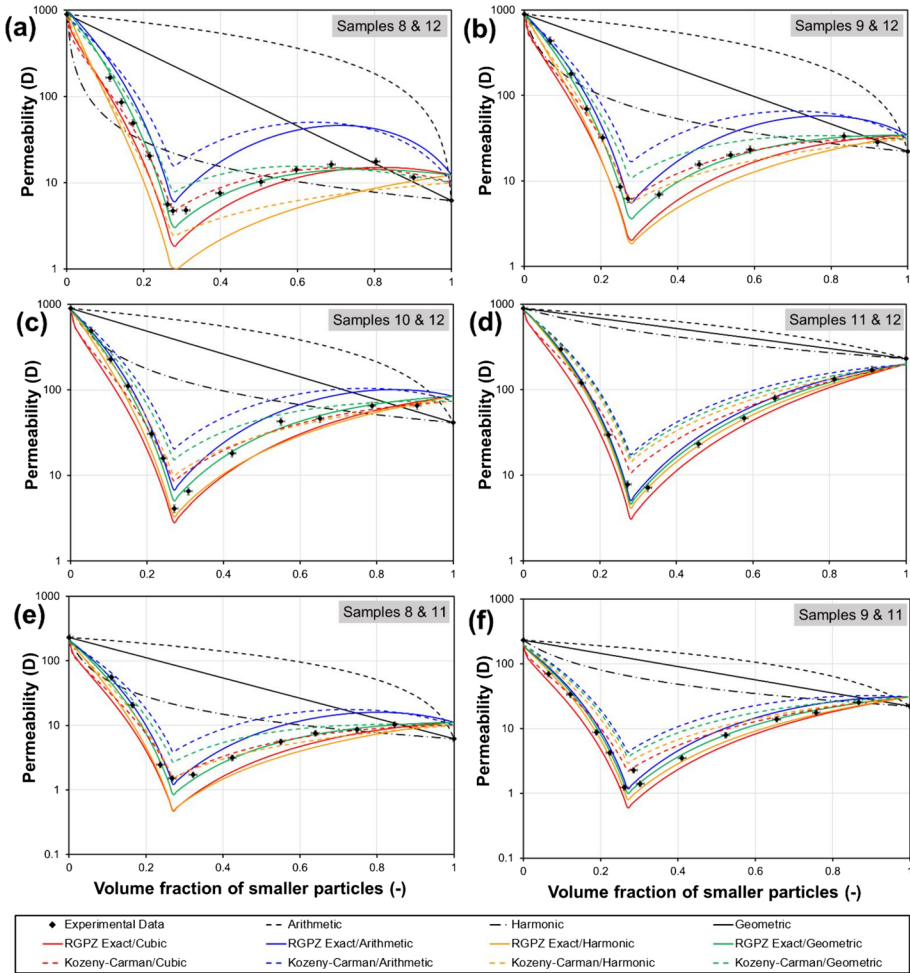 (a)
Samples 8 & 12
Permeability (D)
1000
100
10
1
0
0.2
0.4
0.6
0.8
1
(b)
Samples 9 & 12
Permeability (D)
1000
100
10
1
0
0.2
0.4
0.6
0.8
1
(c)
Samples 10 & 12
Permeability (D)
1000
100
10
1
0
0.2
0.4
0.6
0.8
1
(d)
Samples 11 & 12
Permeability (D)
1000
100
10
1
0
0.2
0.4
0.6
0.8
1
(e)
Samples 8 & 11
Permeability (D)
1000
100
10
1
0.1
0
0.2
0.4
0.6
0.8
1
Volume fraction of smaller particles (-)
(f)
Samples 9 & 11
Permeability (D)
1000
100
10
1
0.1
0
0.2
0.4
0.6
0.8
1
Volume fraction of smaller particles (-)
Experimental Data
Arithmetic
Harmonic
Geometric
RGPZ Exact/Cubic
RGPZ Exact/Arithmetic
RGPZ Exact/Harmonic
RGPZ Exact/Geometric
Kozeny-Carman/Cubic
Kozeny-Carman/Arithmetic
Kozeny-Carman/Harmonic
Kozeny-Carman/Geometric